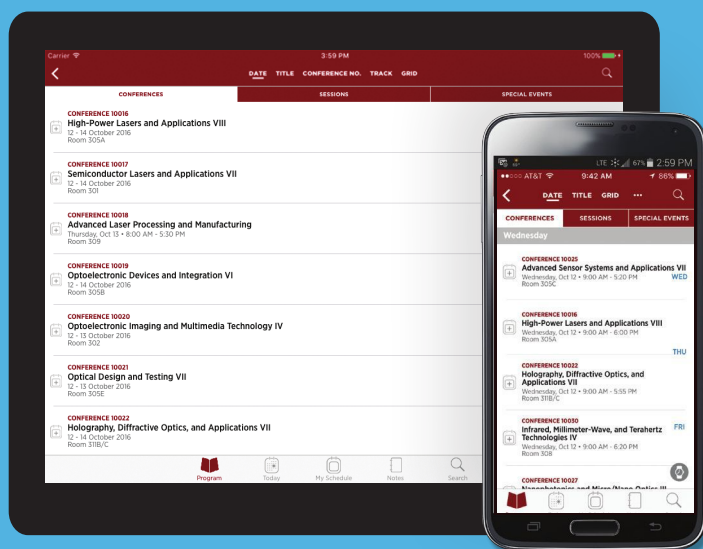 Carrier
3:59 PM
100%
DATE TITLE CONFERENCE NO. TRACK GRID
CONFERENCES SESSIONS SPECIAL EVENTS
CONFERENCE 10016
High-Power Lasers and Applications VIII
12 - 14 October 2016
Room 305A
CONFERENCE 10017
Semiconductor Lasers and Applications VII
12 - 14 October 2016
Room 301
CONFERENCE 10018
Advanced Laser Processing and Manufacturing
Thursday, Oct 13 • 8:00 AM - 5:30 PM
Room 309
CONFERENCE 10019
Optoelectronic Devices and Integration VI
12 - 14 October 2016
Room 305B
CONFERENCE 10020
Optoelectronic Imaging and Multimedia Technology IV
12 - 13 October 2016
Room 302
CONFERENCE 10021
Optical Design and Testing VII
12 - 13 October 2016
Room 305E
CONFERENCE 10022
Holography, Diffractive Optics, and Applications VII
12 - 14 October 2016
Room 311B/C
Program Today My Schedule Notes Search
LTE 67% 2:59 PM
AT&T 9:42 AM 86%
DATE TITLE GRID •••
CONFERENCES SESSIONS SPECIAL EVENTS
Wednesday
CONFERENCE 10025
Advanced Sensor Systems and Applications VII
Wednesday, Oct 12 • 9:00 AM - 5:20 PM WED
Room 305C
CONFERENCE 10016
High-Power Lasers and Applications VIII
Wednesday, Oct 12 • 9:00 AM - 6:00 PM
Room 305A
THU
CONFERENCE 10022
Holography, Diffractive Optics, and
Applications VII
Wednesday, Oct 12 • 9:00 AM - 5:55 PM
Room 311B/C
CONFERENCE 10030
Infrared, Millimeter-Wave, and Terahertz FRI
Technologies IV
Wednesday, Oct 12 • 9:00 AM - 6:20 PM
Room 308
CONFERENCE 10027
Nanophotonics and Micro/Nano Optics III